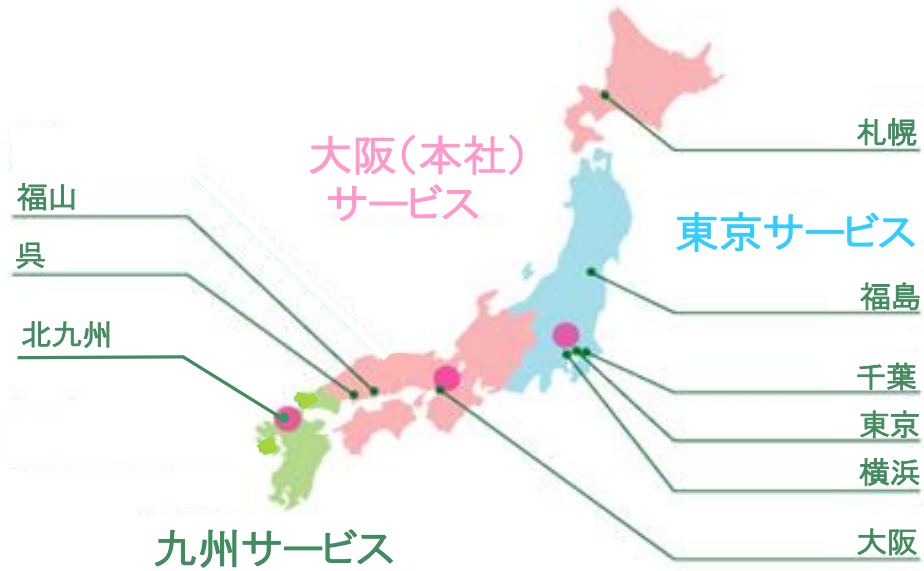 大阪（本社）
サービス
札幌
福山
東京サービス
呉
福島
北九州
千葉
東京
横浜
大阪
九州サービス